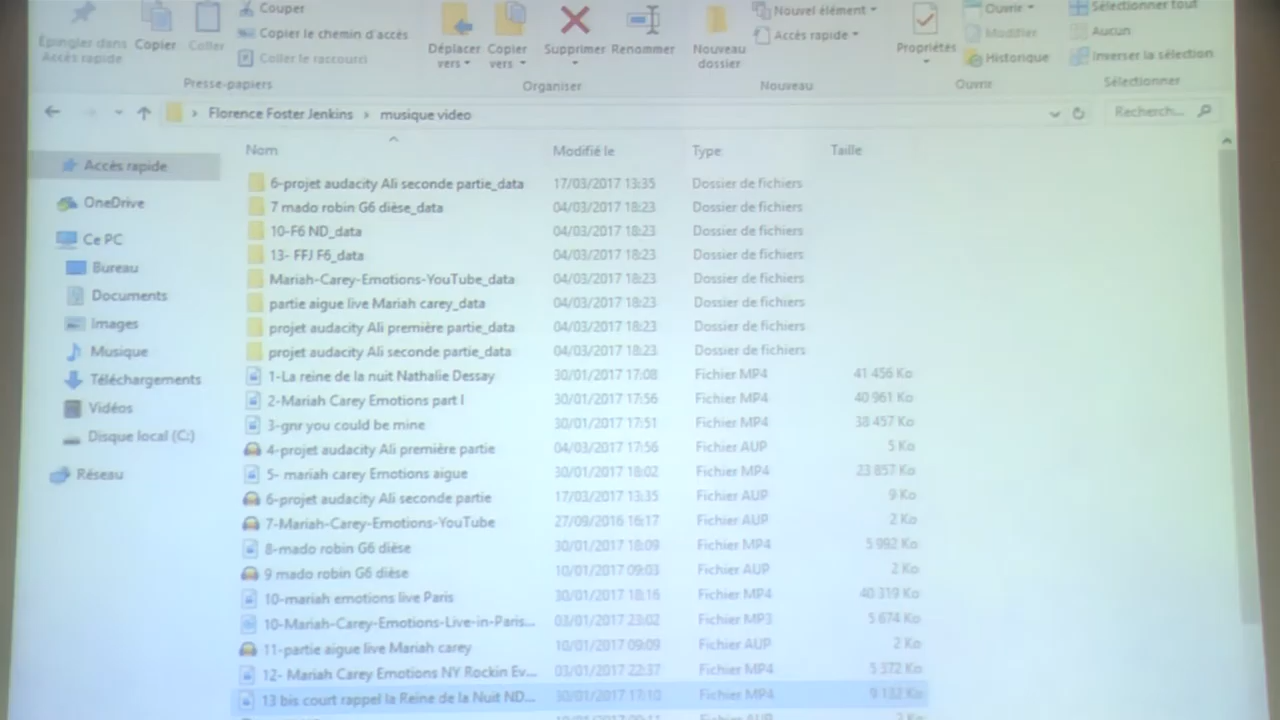 Couper
Épingler dans Accès rapide
Copier
Coller
Copier le chemin d'accès
Coller le raccourci
Déplacer vers
Copier vers
Supprimer
Renommer
Nouveau dossier
Nouvel élément
Accès rapide
Propriétés
Ouvrir
Modifier
Historique
Sélectionner tout
Aucun
Inverser la sélection
Presse-papiers
Organiser
Nouveau
Ouvrir
Sélectionner
Florence Foster Jenkins > musique video
Recherch...
Nom Modifié le Type Taille
Accès rapide
OneDrive
Ce PC
Bureau
Documents
Images
Musique
Téléchargements
Vidéos
Disque local (C:)
Réseau
6-projet audacity Ali seconde partie_data 17/03/2017 13:35 Dossier de fichiers
7 mado robin G6 dièse_data 04/03/2017 18:23 Dossier de fichiers
10-F6 ND_data 04/03/2017 18:23 Dossier de fichiers
13- FFJ F6_data 04/03/2017 18:23 Dossier de fichiers
Mariah-Carey-Emotions-YouTube_data 04/03/2017 18:23 Dossier de fichiers
partie aigue live Mariah carey_data 04/03/2017 18:23 Dossier de fichiers
projet audacity Ali première partie_data 04/03/2017 18:23 Dossier de fichiers
projet audacity Ali seconde partie_data 04/03/2017 18:23 Dossier de fichiers
1-La reine de la nuit Nathalie Dessay 30/01/2017 17:08 Fichier MP4 41 456 Ko
2-Mariah Carey Emotions part I 30/01/2017 17:56 Fichier MP4 40 961 Ko
3-gnr you could be mine 30/01/2017 17:51 Fichier MP4 38 457 Ko
4-projet audacity Ali première partie 04/03/2017 17:56 Fichier AUP 5 Ko
5- mariah carey Emotions aigue 30/01/2017 18:02 Fichier MP4 23 857 Ko
6-projet audacity Ali seconde partie 17/03/2017 13:35 Fichier AUP 9 Ko
7-Mariah-Carey-Emotions-YouTube 27/09/2016 16:17 Fichier AUP 2 Ko
8-mado robin G6 dièse 30/01/2017 18:09 Fichier MP4 5 992 Ko
9 mado robin G6 dièse 10/01/2017 09:03 Fichier AUP 2 Ko
10-mariah emotions live Paris 30/01/2017 18:16 Fichier MP4 40 319 Ko
10-Mariah-Carey-Emotions-Live-in-Paris... 03/01/2017 23:02 Fichier MP3 5 674 Ko
11-partie aigue live Mariah carey 10/01/2017 09:09 Fichier AUP 2 Ko
12- Mariah Carey Emotions NY Rockin Ev... 03/01/2017 22:37 Fichier MP4 5 372 Ko
13 bis court rappel la Reine de la Nuit ND... 30/01/2017 17:10 Fichier MP4 9 132 Ko